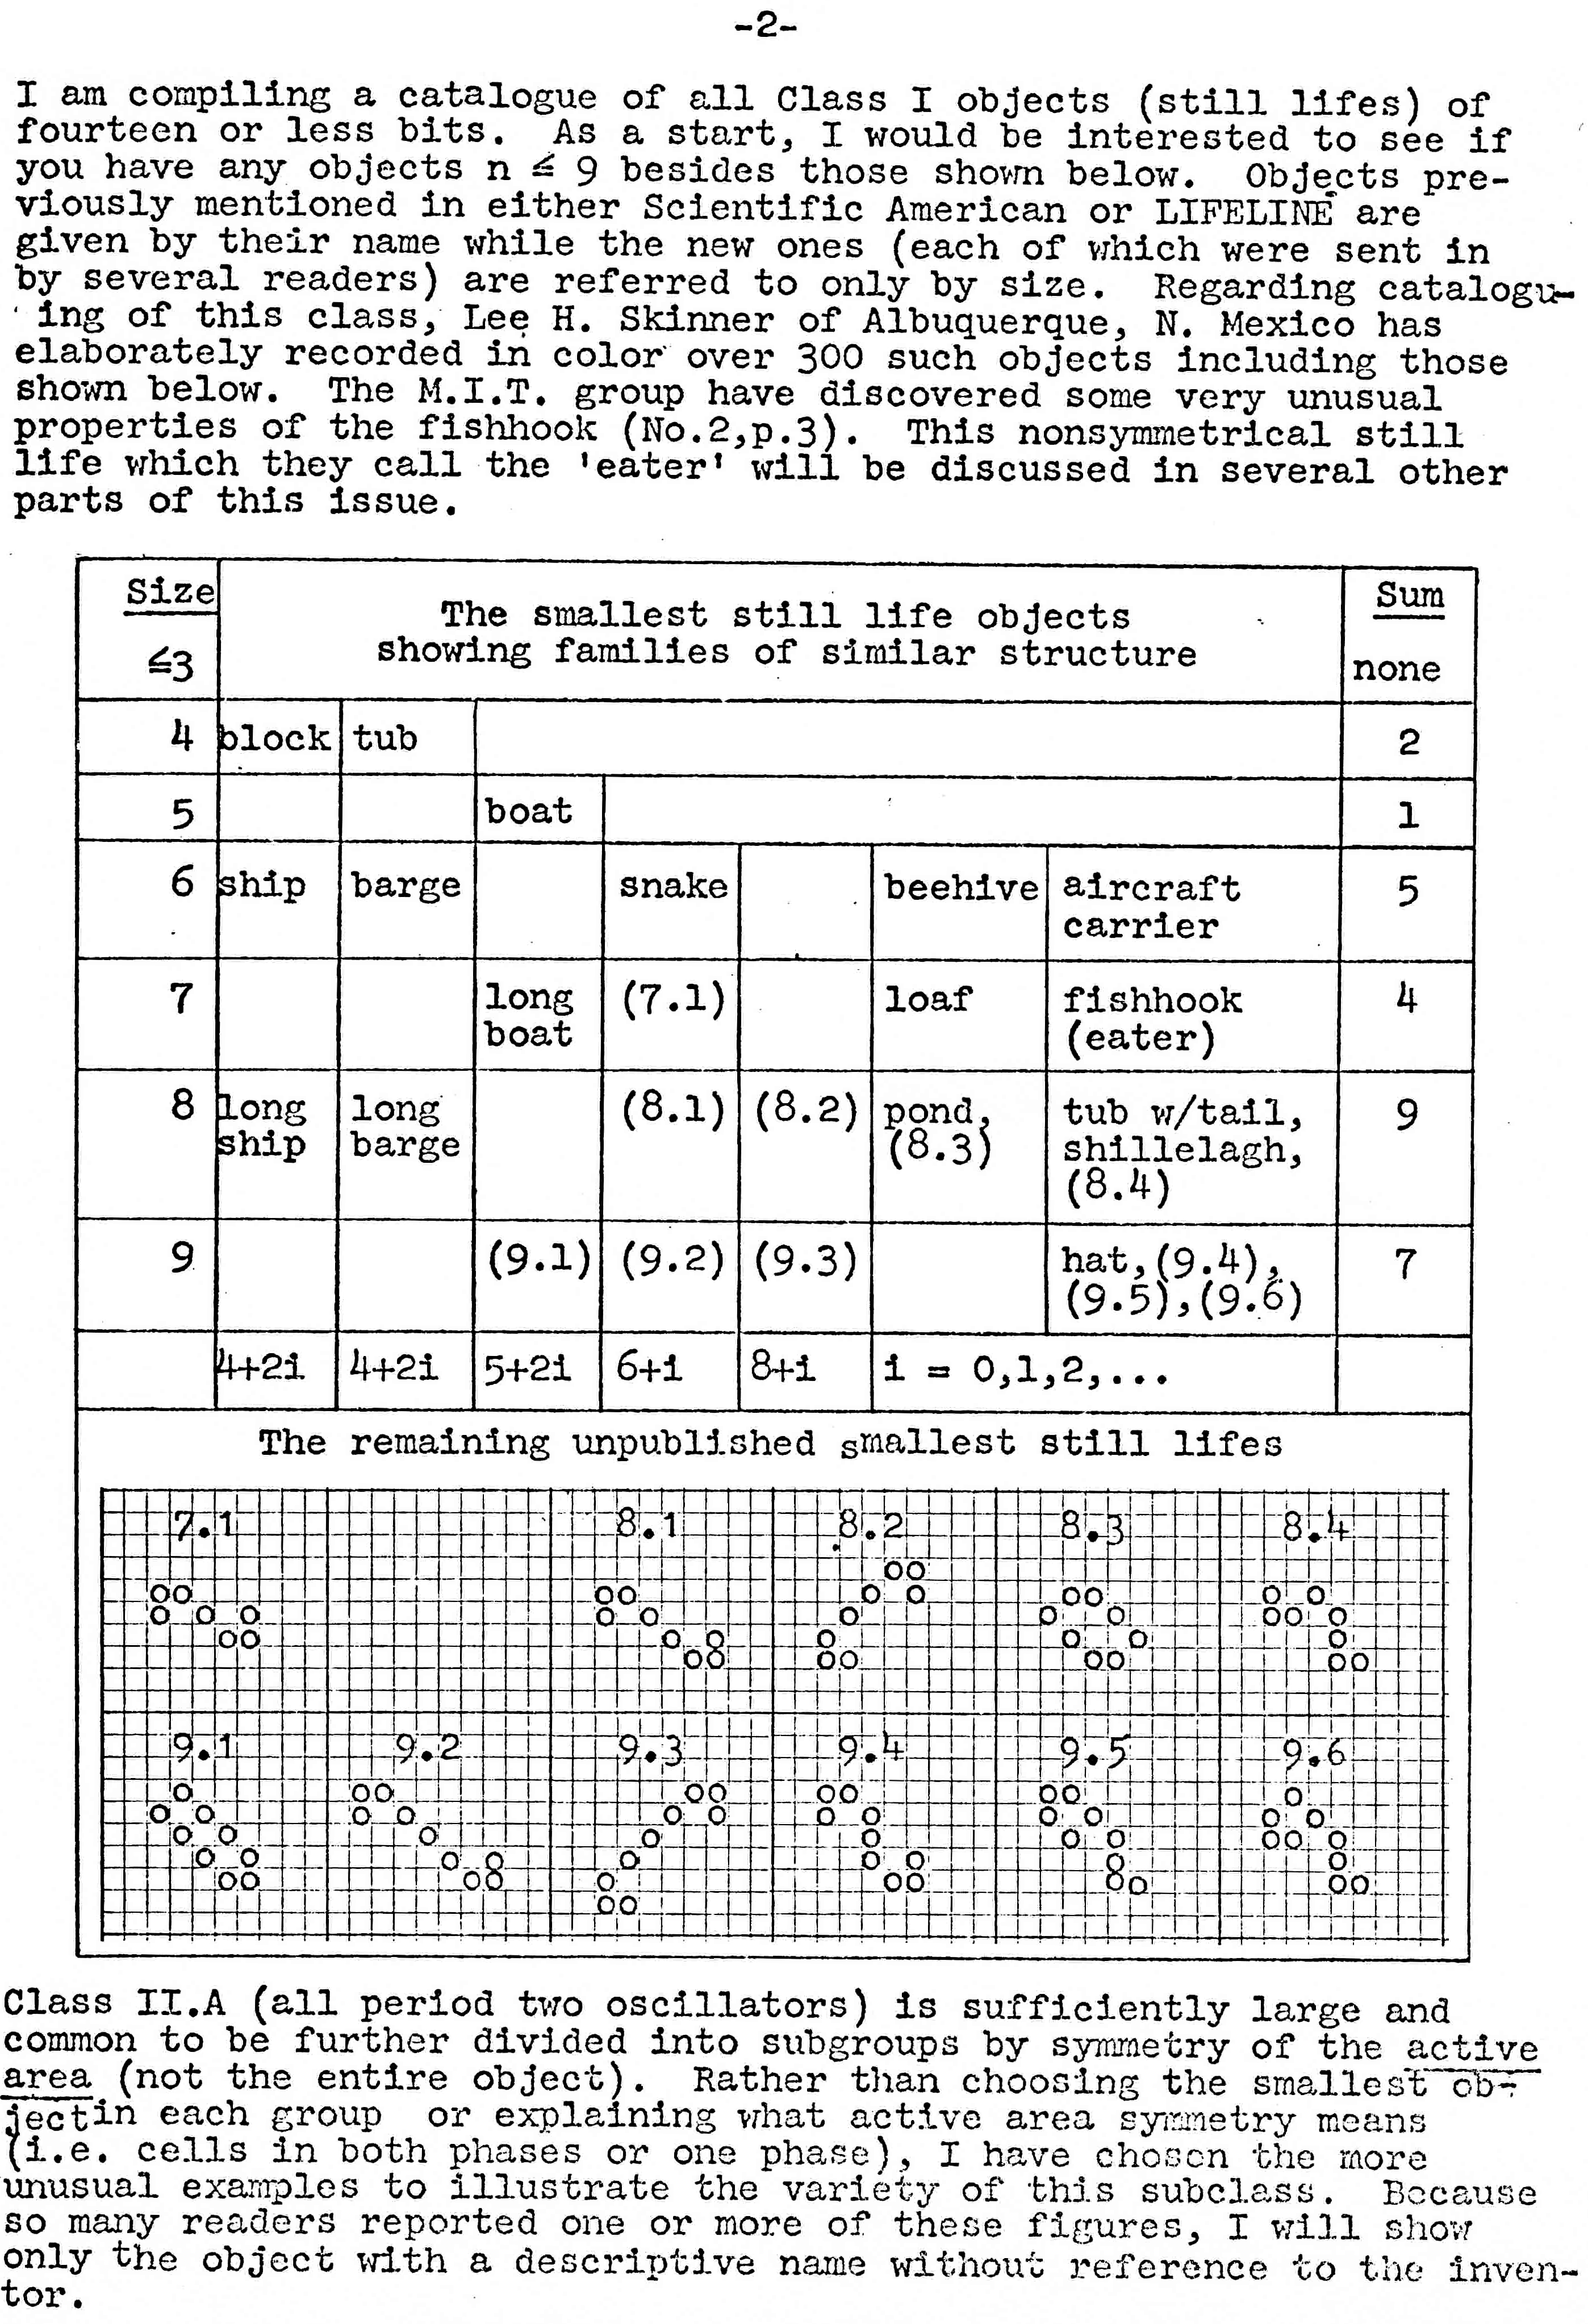 -2-
I am compiling a catalogue of all Class I objects (still lifes) of
fourteen or less bits. As a start, I would be interested to see if
you have any objects n ≦ 9 besides those shown below. Objects pre-
viously mentioned in either Scientific American or LIFELINE are
given by their name while the new ones (each of which were sent in
by several readers) are referred to only by size. Regarding catalogu-
ing of this class, Lee H. Skinner of Albuquerque, N. Mexico has
elaborately recorded in color over 300 such objects including those
shown below. The M.I.T. group have discovered some very unusual
properties of the fishhook (No.2,p.3). This nonsymmetrical still
life which they call the 'eater' will be discussed in several other
parts of this issue.
Size The smallest still life objects Sum
≦3 showing families of similar structure none
4 block tub 2
5 boat 1
6 ship barge snake beehive aircraft 5
carrier
7 long (7.1) loaf fishhook 4
boat (eater)
8 long long (8.1) (8.2) pond, tub w/tail, 9
ship barge (8.3) shillelagh,
(8.4)
9 (9.1) (9.2) (9.3) hat,(9.4), 7
(9.5),(9.6)
4+2i 4+2i 5+2i 6+i 8+i i = 0,1,2,...
The remaining unpublished smallest still lifes
7.1 8.1 8.2 8.3 8.4
9.1 9.2 9.3 9.4 9.5 9.6
Class II.A (all period two oscillators) is sufficiently large and
common to be further divided into subgroups by symmetry of the active
area (not the entire object). Rather than choosing the smallest ob-
ject in each group or explaining what active area symmetry means
(i.e. cells in both phases or one phase), I have chosen the more
unusual examples to illustrate the variety of this subclass. Because
so many readers reported one or more of these figures, I will show
only the object with a descriptive name without reference to the inven-
tor.